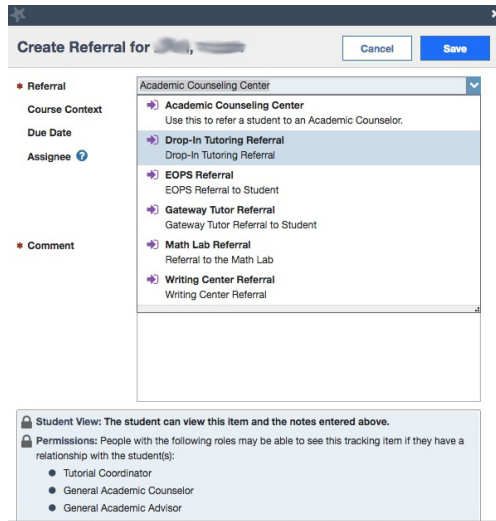 Create Referral for
Cancel
Save
* Referral
Academic Counseling Center
Academic Counseling Center
Use this to refer a student to an Academic Counselor.
Course Context
Drop-In Tutoring Referral
Drop-In Tutoring Referral
Due Date
Assignee ?
EOPS Referral
EOPS Referral to Student
Gateway Tutor Referral
Gateway Tutor Referral to Student
* Comment
Math Lab Referral
Referral to the Math Lab
Writing Center Referral
Writing Center Referral
Student View: The student can view this item and the notes entered above.
Permissions: People with the following roles may be able to see this tracking item if they have a
relationship with the student(s):
Tutorial Coordinator
General Academic Counselor
General Academic Advisor